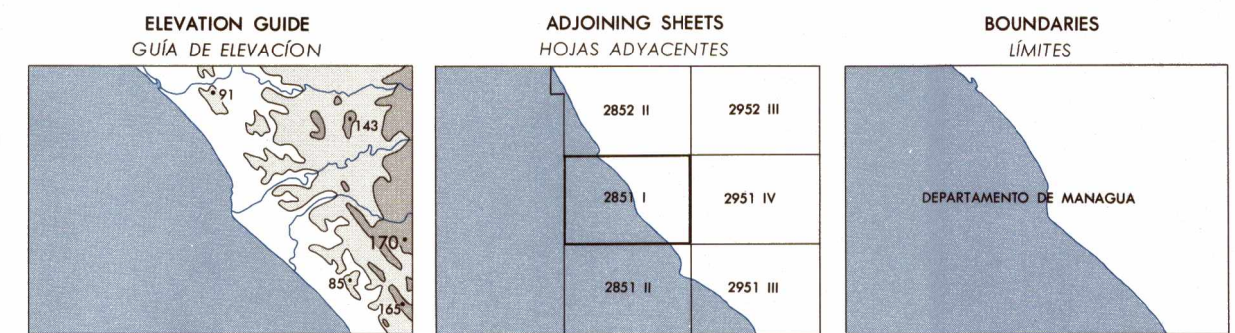 ELEVATION GUIDE
GUÍA DE ELEVACÍON
91
143
170
85
165
ADJOINING SHEETS
HOJAS ADYACENTES
2852 II
2952 III
2851 I
2951 IV
2851 II
2951 III
BOUNDARIES
LÍMITES
DEPARTAMENTO DE MANAGUA